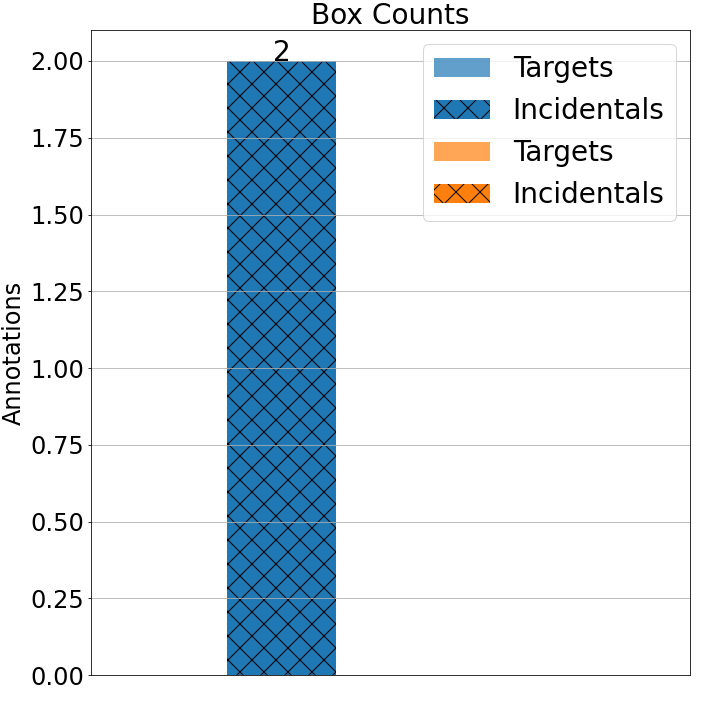 Box Counts
2
Targets
Incidentals
Targets
Incidentals
Annotations
2.00
1.75
1.50
1.25
1.00
0.75
0.50
0.25
0.00